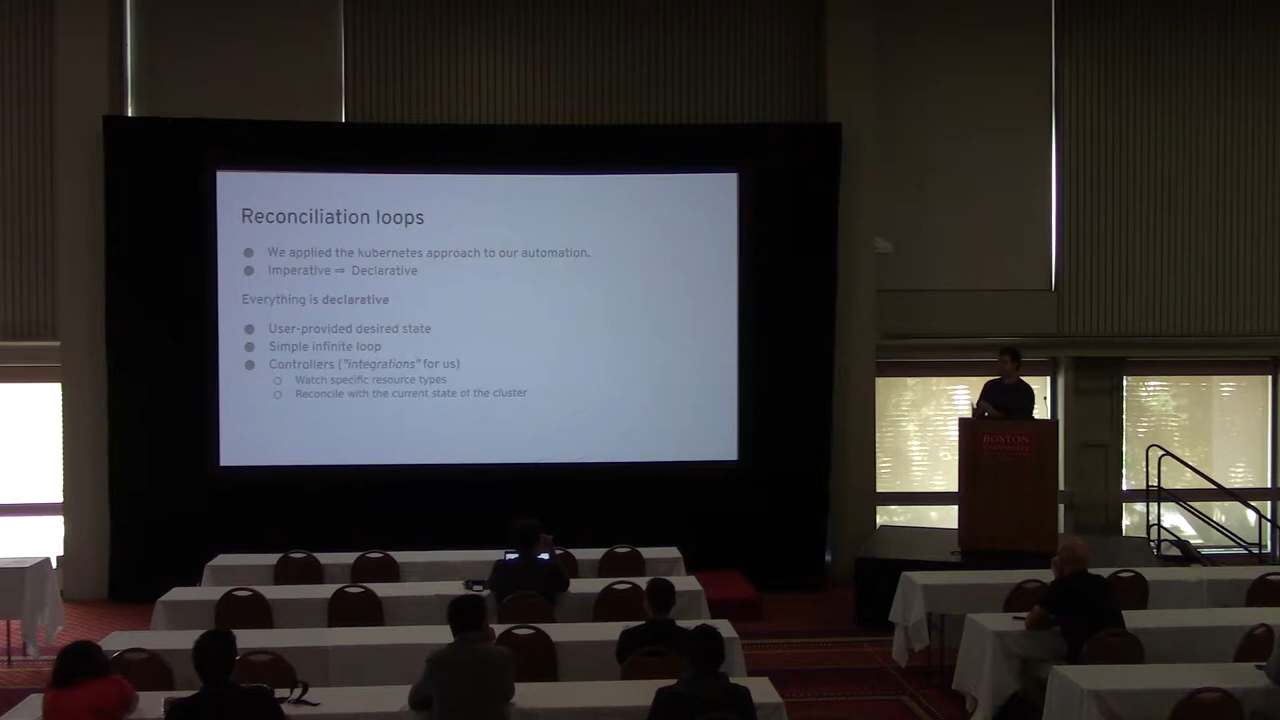 Reconciliation loops
● We applied the kubernetes approach to our automation.
● Imperative ⇒ Declarative
Everything is declarative
● User-provided desired state
● Simple infinite loop
● Controllers ("integrations" for us)
○ Watch specific resource types
○ Reconcile with the current state of the cluster
BOSTON
UNIVERSITY